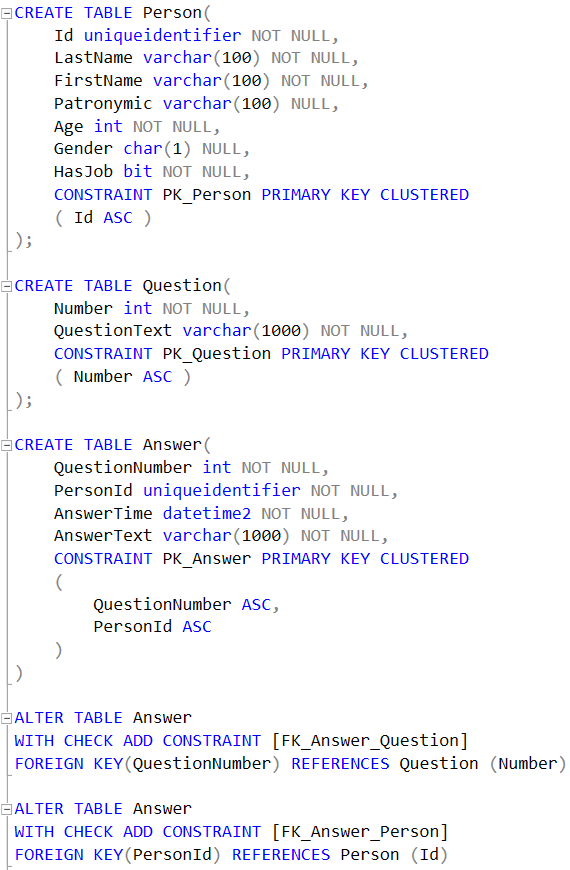 CREATE TABLE Person(
    Id uniqueidentifier NOT NULL,
    LastName varchar(100) NOT NULL,
    FirstName varchar(100) NOT NULL,
    Patronymic varchar(100) NULL,
    Age int NOT NULL,
    Gender char(1) NULL,
    HasJob bit NOT NULL,
    CONSTRAINT PK_Person PRIMARY KEY CLUSTERED
    ( Id ASC )
);
CREATE TABLE Question(
    Number int NOT NULL,
    QuestionText varchar(1000) NOT NULL,
    CONSTRAINT PK_Question PRIMARY KEY CLUSTERED
    ( Number ASC )
);
CREATE TABLE Answer(
    QuestionNumber int NOT NULL,
    PersonId uniqueidentifier NOT NULL,
    AnswerTime datetime2 NOT NULL,
    AnswerText varchar(1000) NOT NULL,
    CONSTRAINT PK_Answer PRIMARY KEY CLUSTERED
    (
        QuestionNumber ASC,
        PersonId ASC
    )
)
ALTER TABLE Answer
WITH CHECK ADD CONSTRAINT [FK_Answer_Question]
FOREIGN KEY(QuestionNumber) REFERENCES Question (Number)
ALTER TABLE Answer
WITH CHECK ADD CONSTRAINT [FK_Answer_Person]
FOREIGN KEY(PersonId) REFERENCES Person (Id)